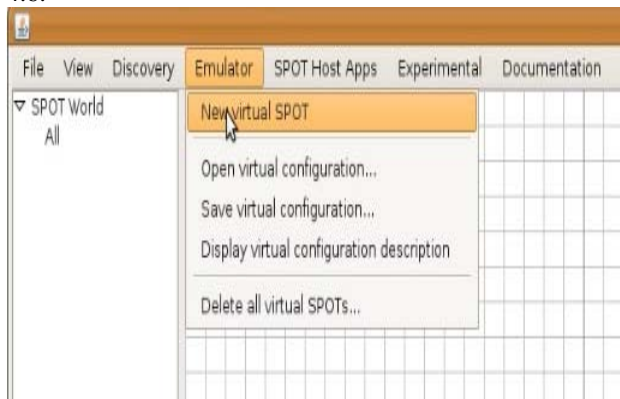 File View Discovery Emulator SPOT Host Apps Experimental Documentation
SPOT World
All
New virtual SPOT
Open virtual configuration...
Save virtual configuration...
Display virtual configuration description
Delete all virtual SPOTs...